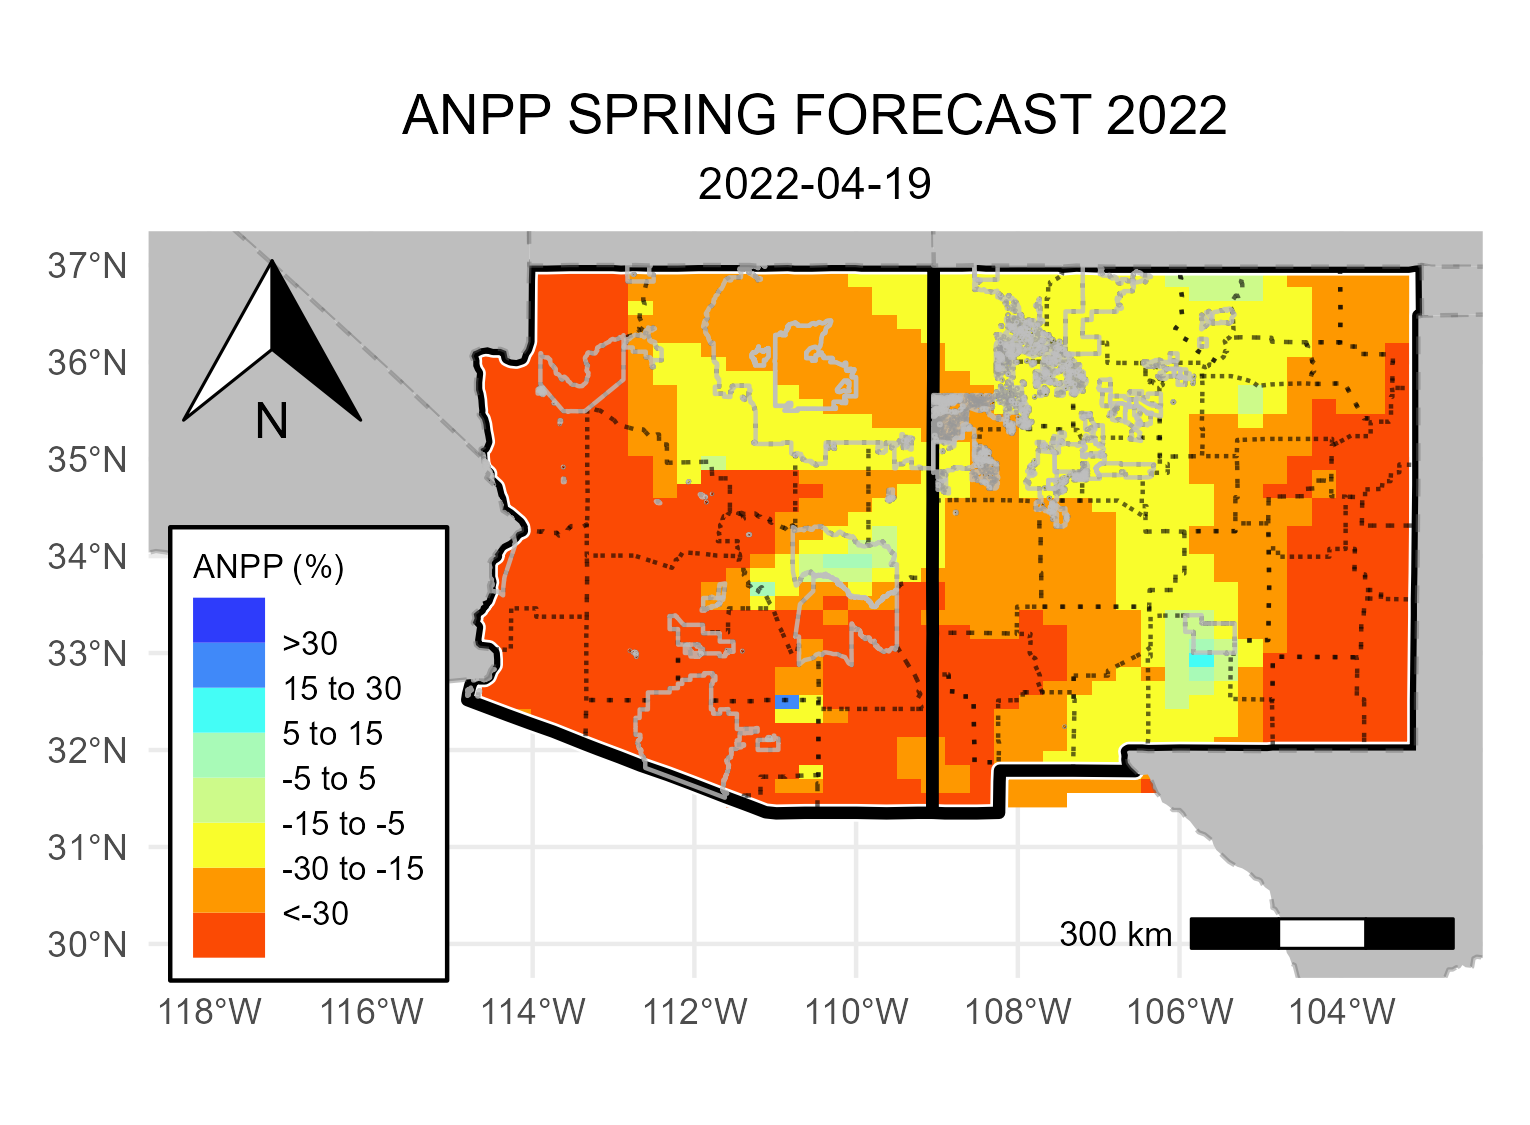 ANPP SPRING FORECAST 2022
2022-04-19
37°N
36°N
35°N
34°N
33°N
32°N
31°N
30°N
N
ANPP (%)
>30
15 to 30
5 to 15
-5 to 5
-15 to -5
-30 to -15
<-30
300 km
118°W 116°W 114°W 112°W 110°W 108°W 106°W 104°W